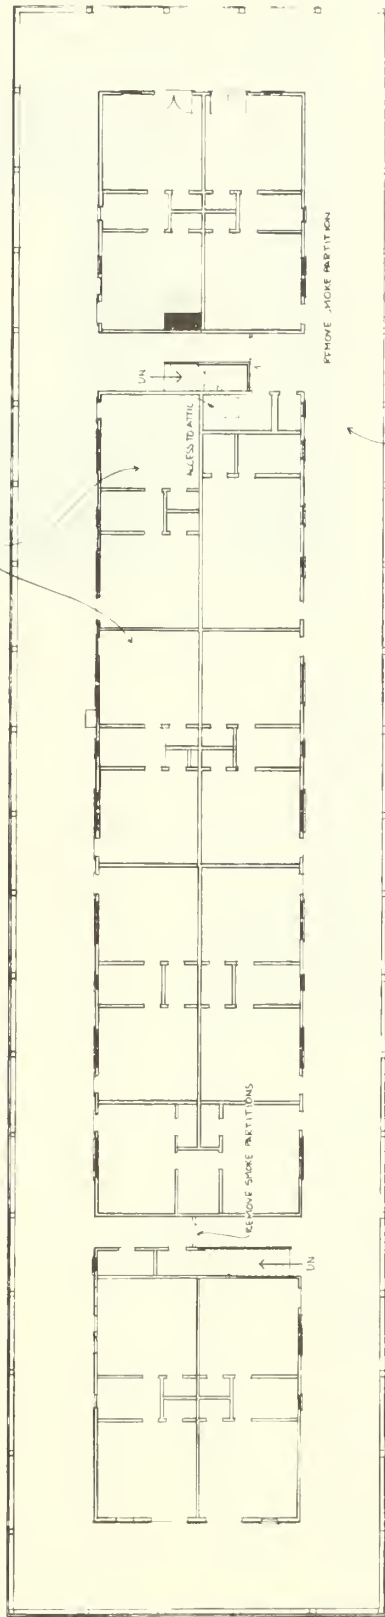 REMOVE SMOKE PARTITION
UN
ACCESS TO ATTIC
REMOVE SMOKE PARTITIONS
UN